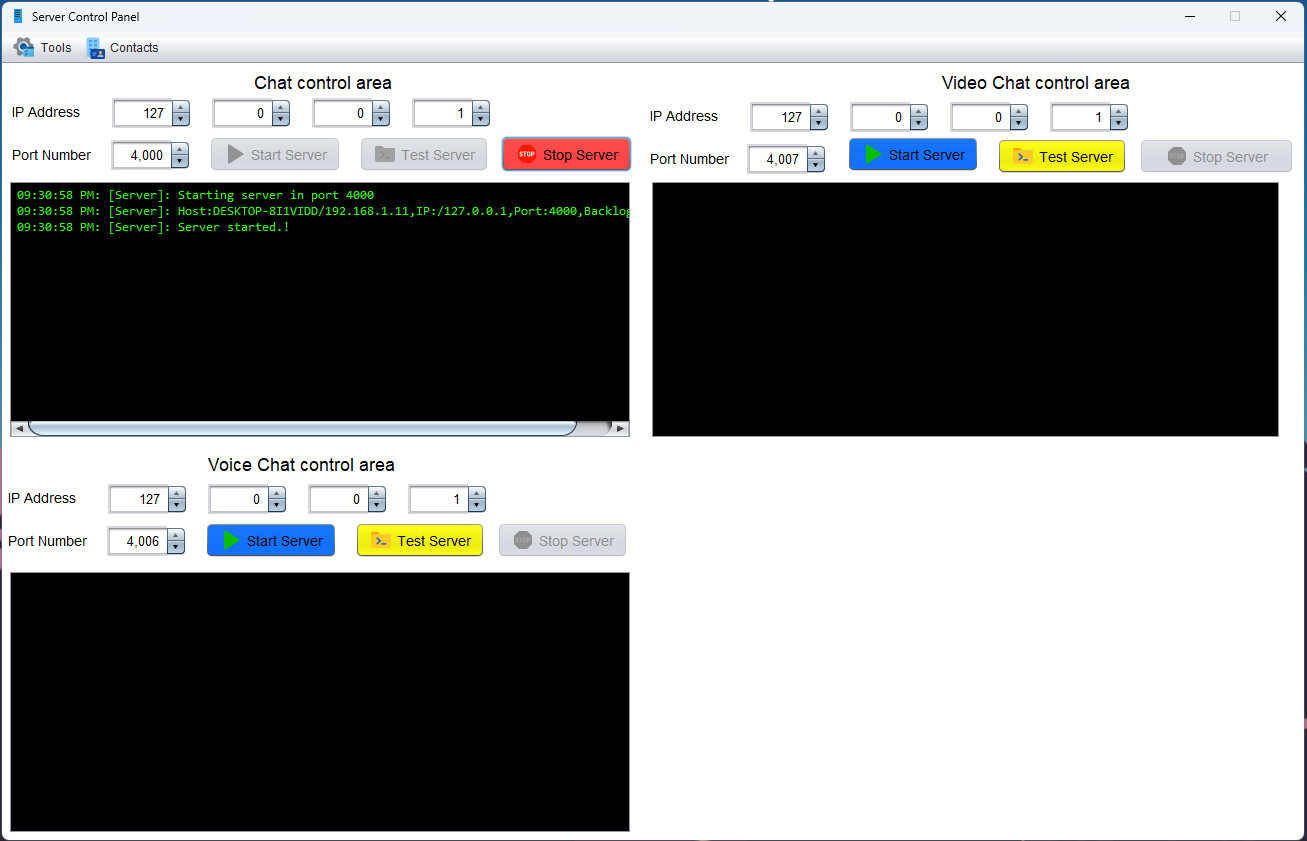 Server Control Panel
Tools Contacts
Chat control area
IP Address 127 0 0 1
Port Number 4,000 Start Server Test Server STOP Stop Server
09:30:58 PM: [Server]: Starting server in port 4000
09:30:58 PM: [Server]: Host:DESKTOP-8I1VIDD/192.168.1.11,IP:/127.0.0.1,Port:4000,Backlog
09:30:58 PM: [Server]: Server started.!
Video Chat control area
IP Address 127 0 0 1
Port Number 4,007 Start Server Test Server STOP Stop Server
Voice Chat control area
IP Address 127 0 0 1
Port Number 4,006 Start Server Test Server STOP Stop Server